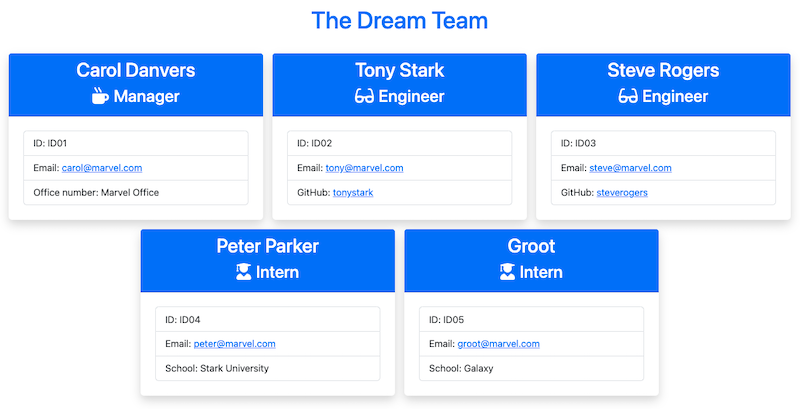 The Dream Team
Carol Danvers
Manager
ID: ID01
Email: carol@marvel.com
Office number: Marvel Office
Tony Stark
Engineer
ID: ID02
Email: tony@marvel.com
GitHub: tonystark
Steve Rogers
Engineer
ID: ID03
Email: steve@marvel.com
GitHub: steverogers
Peter Parker
Intern
ID: ID04
Email: peter@marvel.com
School: Stark University
Groot
Intern
ID: ID05
Email: groot@marvel.com
School: Galaxy